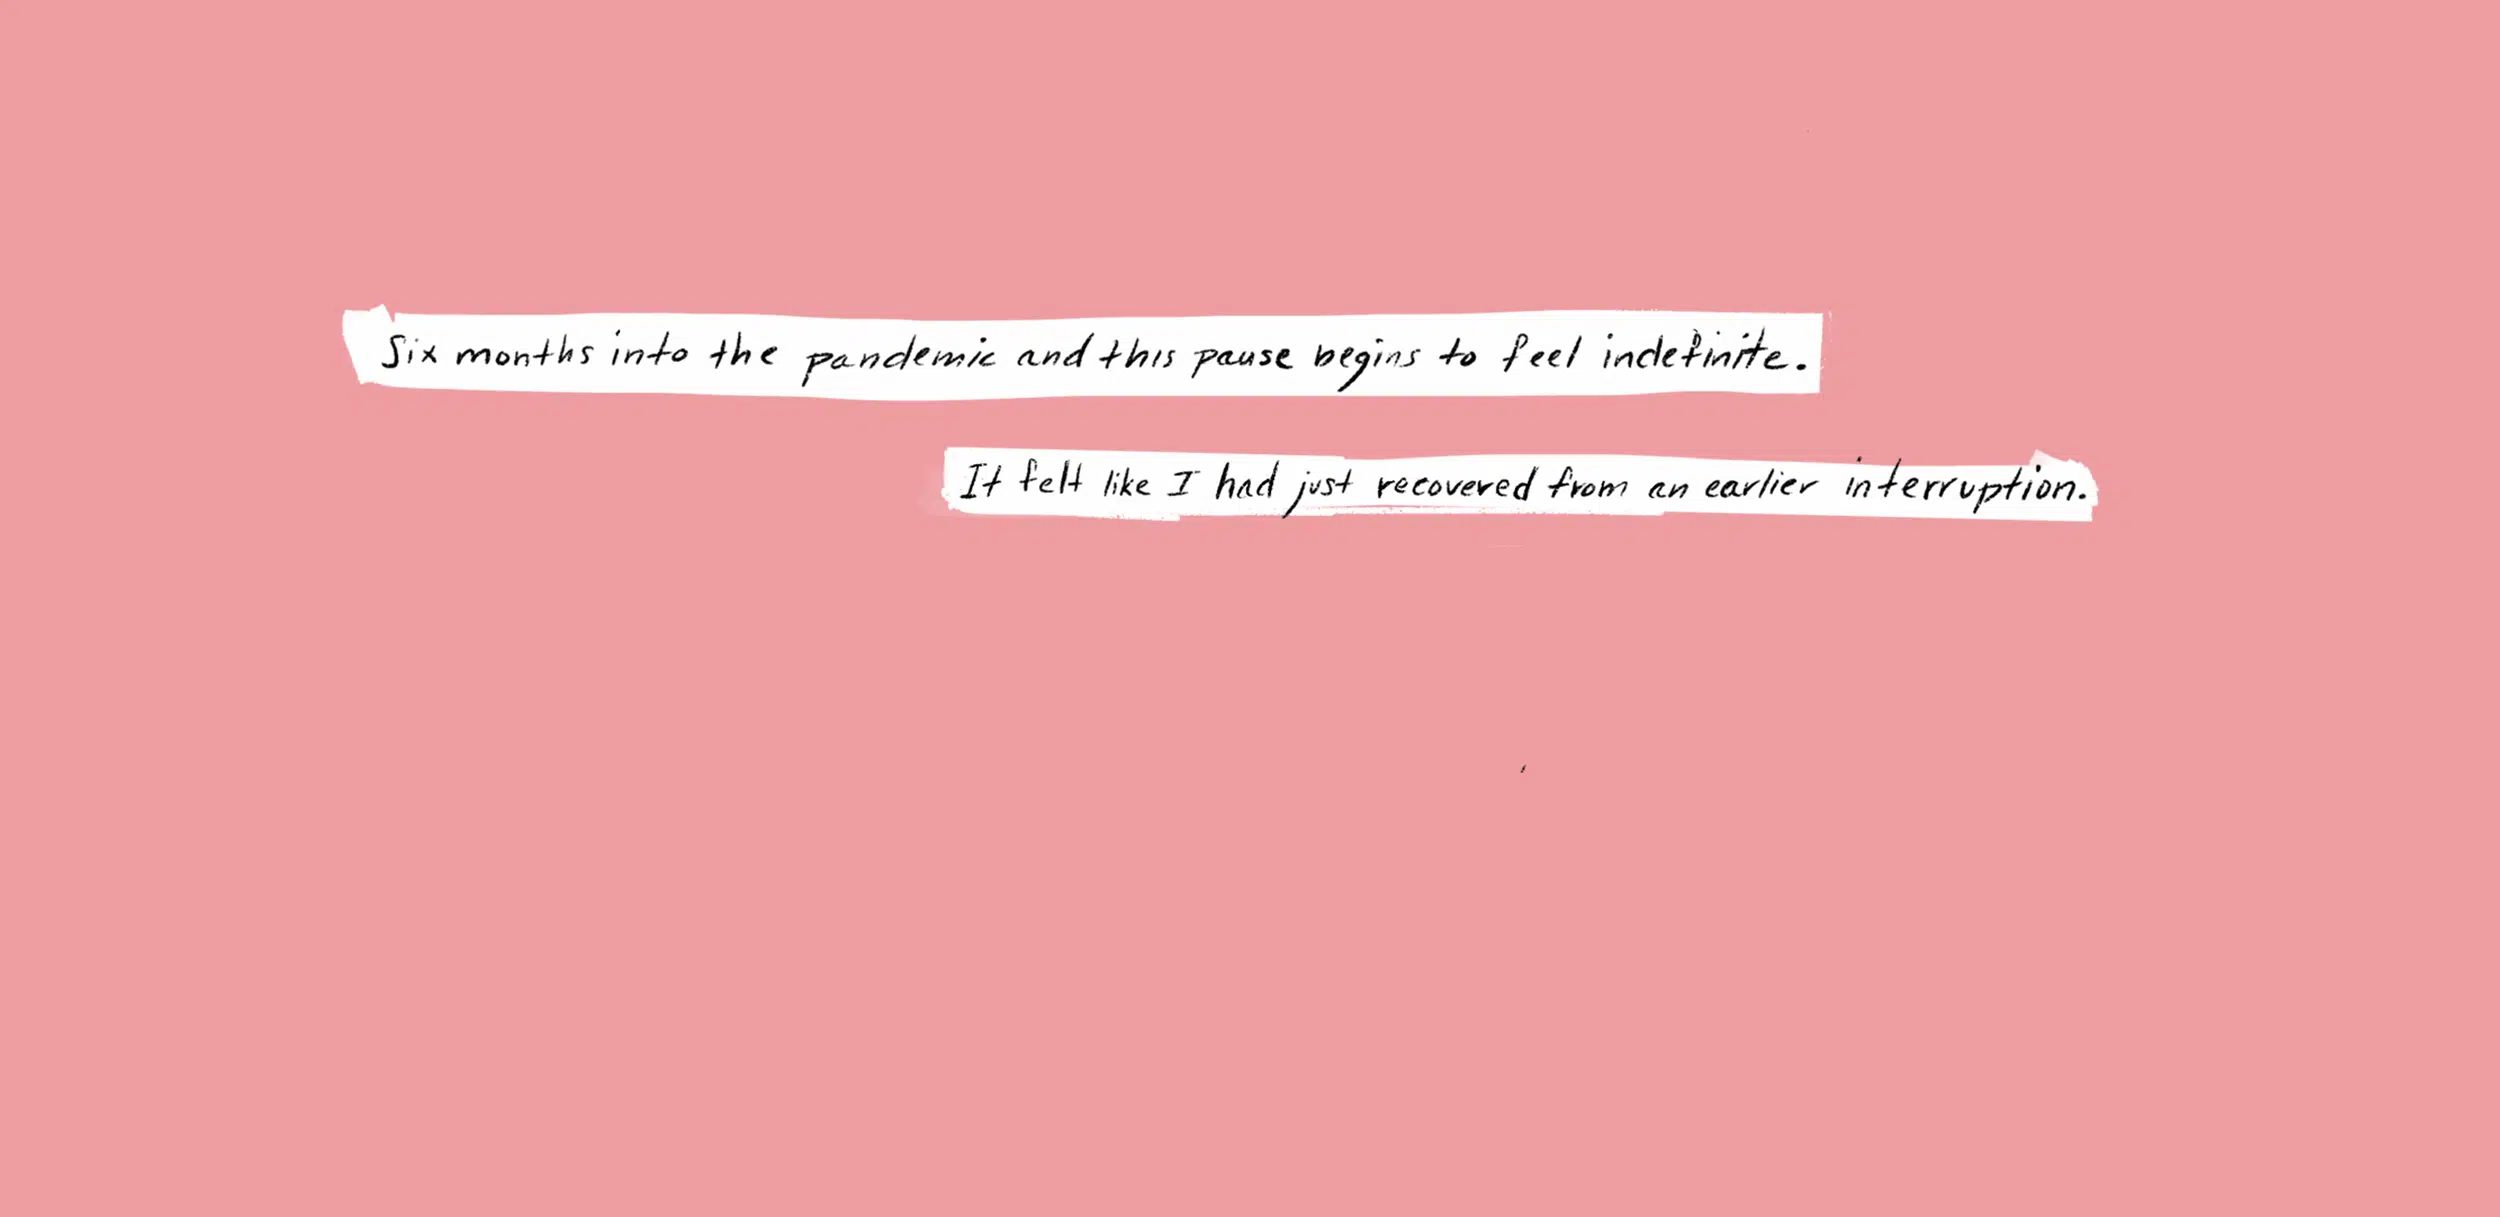 Six months into the pandemic and this pause begins to feel indefinite.
It felt like I had just recovered from an earlier interruption.